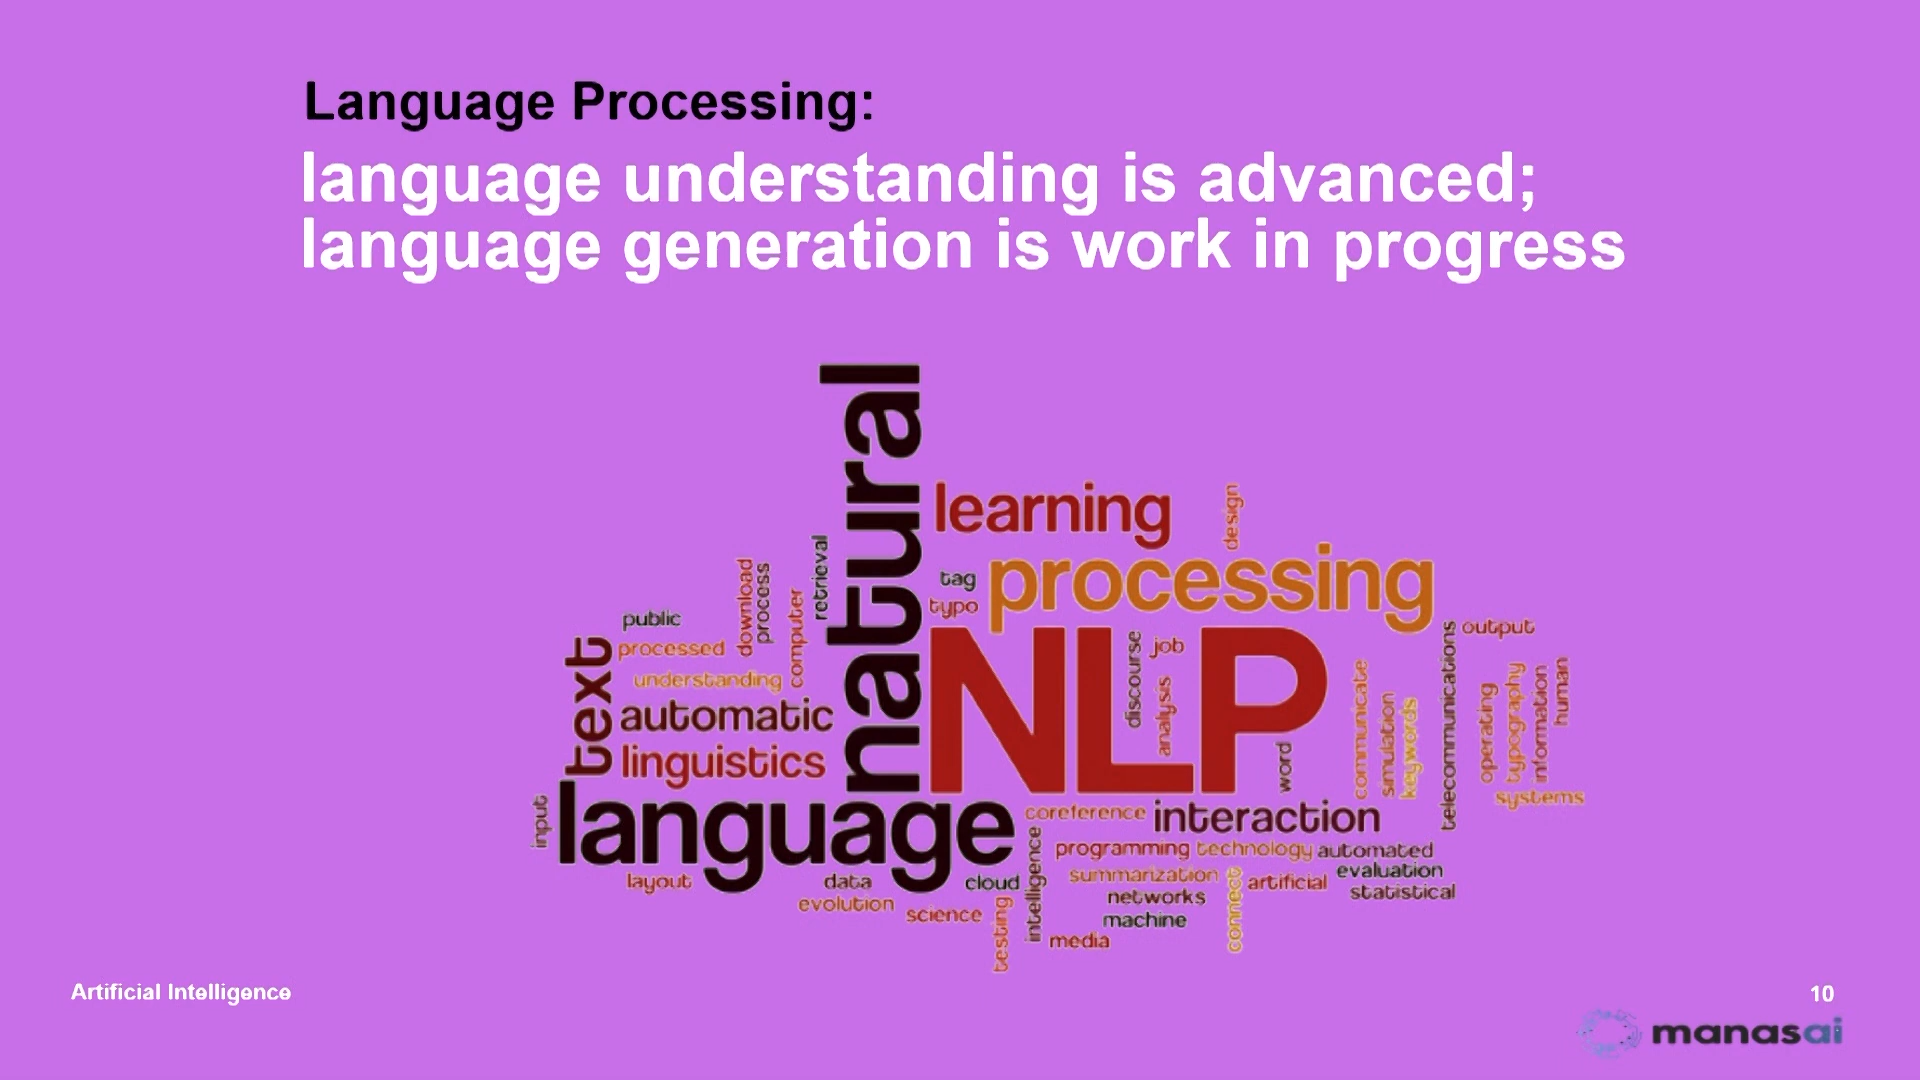 Language Processing:
language understanding is advanced;
language generation is work in progress
natural
learning
design
processing
tag
typo
retrieval
download
process
computer
public
processed
understanding
text
automatic
linguistics
NLP
discourse
job
analysis
word
communicate
simulation
keywords
telecommunications
output
operating
typography
information
human
systems
input
language
coreference
interaction
intelligence
programming technology automated
summarization
evaluation
layout
data
cloud
connect
artificial
statistical
networks
evolution
science
testing
machine
media
Artificial Intelligence
10
manasai